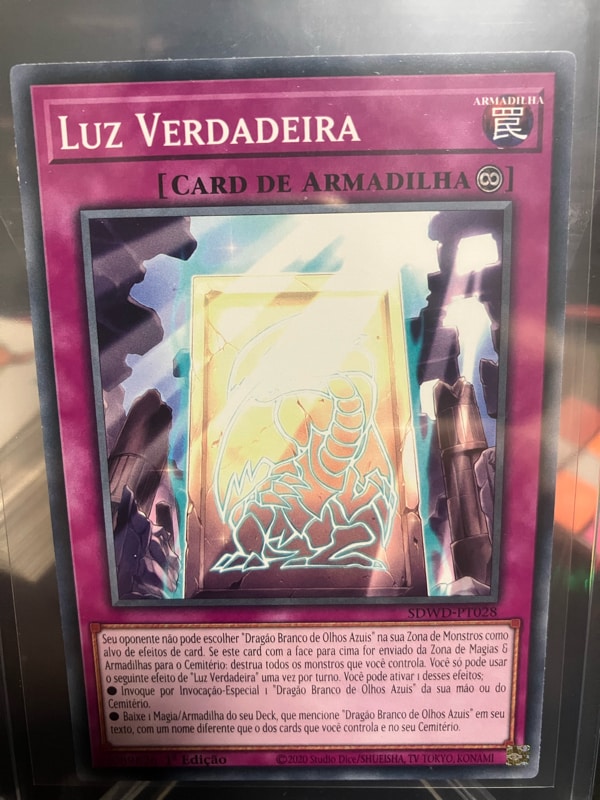 ARMADILHA
LUZ VERDADEIRA
罠
[CARD DE ARMADILHA ]
SDWD-PT028
Seu oponente não pode escolher "Dragão Branco de Olhos Azuis" na sua Zona de Monstros como
alvo de efeitos de card. Se este card com a face para cima for enviado da Zona de Magias &
Armadilhas para o Cemitério: destrua todos os monstros que você controla. Você só pode usar
o seguinte efeito de "Luz Verdadeira" uma vez por turno. Você pode ativar 1 desses efeitos;
● Invoque por Invocação-Especial 1 "Dragão Branco de Olhos Azuis" da sua mão ou do
Cemitério.
● Baixe 1 Magia/Armadilha do seu Deck, que mencione "Dragão Branco de Olhos Azuis" em seu
texto, com um nome diferente que o dos cards que você controla e no seu Cemitério.
1ª Edição
©2020 Studio Dice/SHUEISHA, TV TOKYO, KONAMI